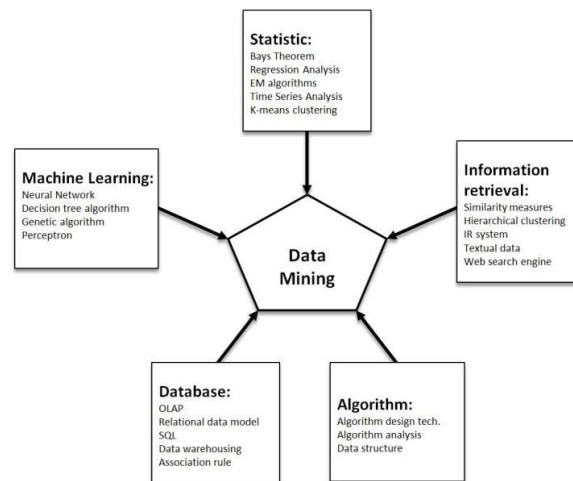 Statistic:
Bays Theorem
Regression Analysis
EM algorithms
Time Series Analysis
K-means clustering
Machine Learning:
Neural Network
Decision tree algorithm
Genetic algorithm
Perceptron
Information
retrieval:
Similarity measures
Hierarchical clustering
IR system
Textual data
Web search engine
Data
Mining
Database:
OLAP
Relational data model
SQL
Data warehousing
Association rule
Algorithm:
Algorithm design tech.
Algorithm analysis
Data structure